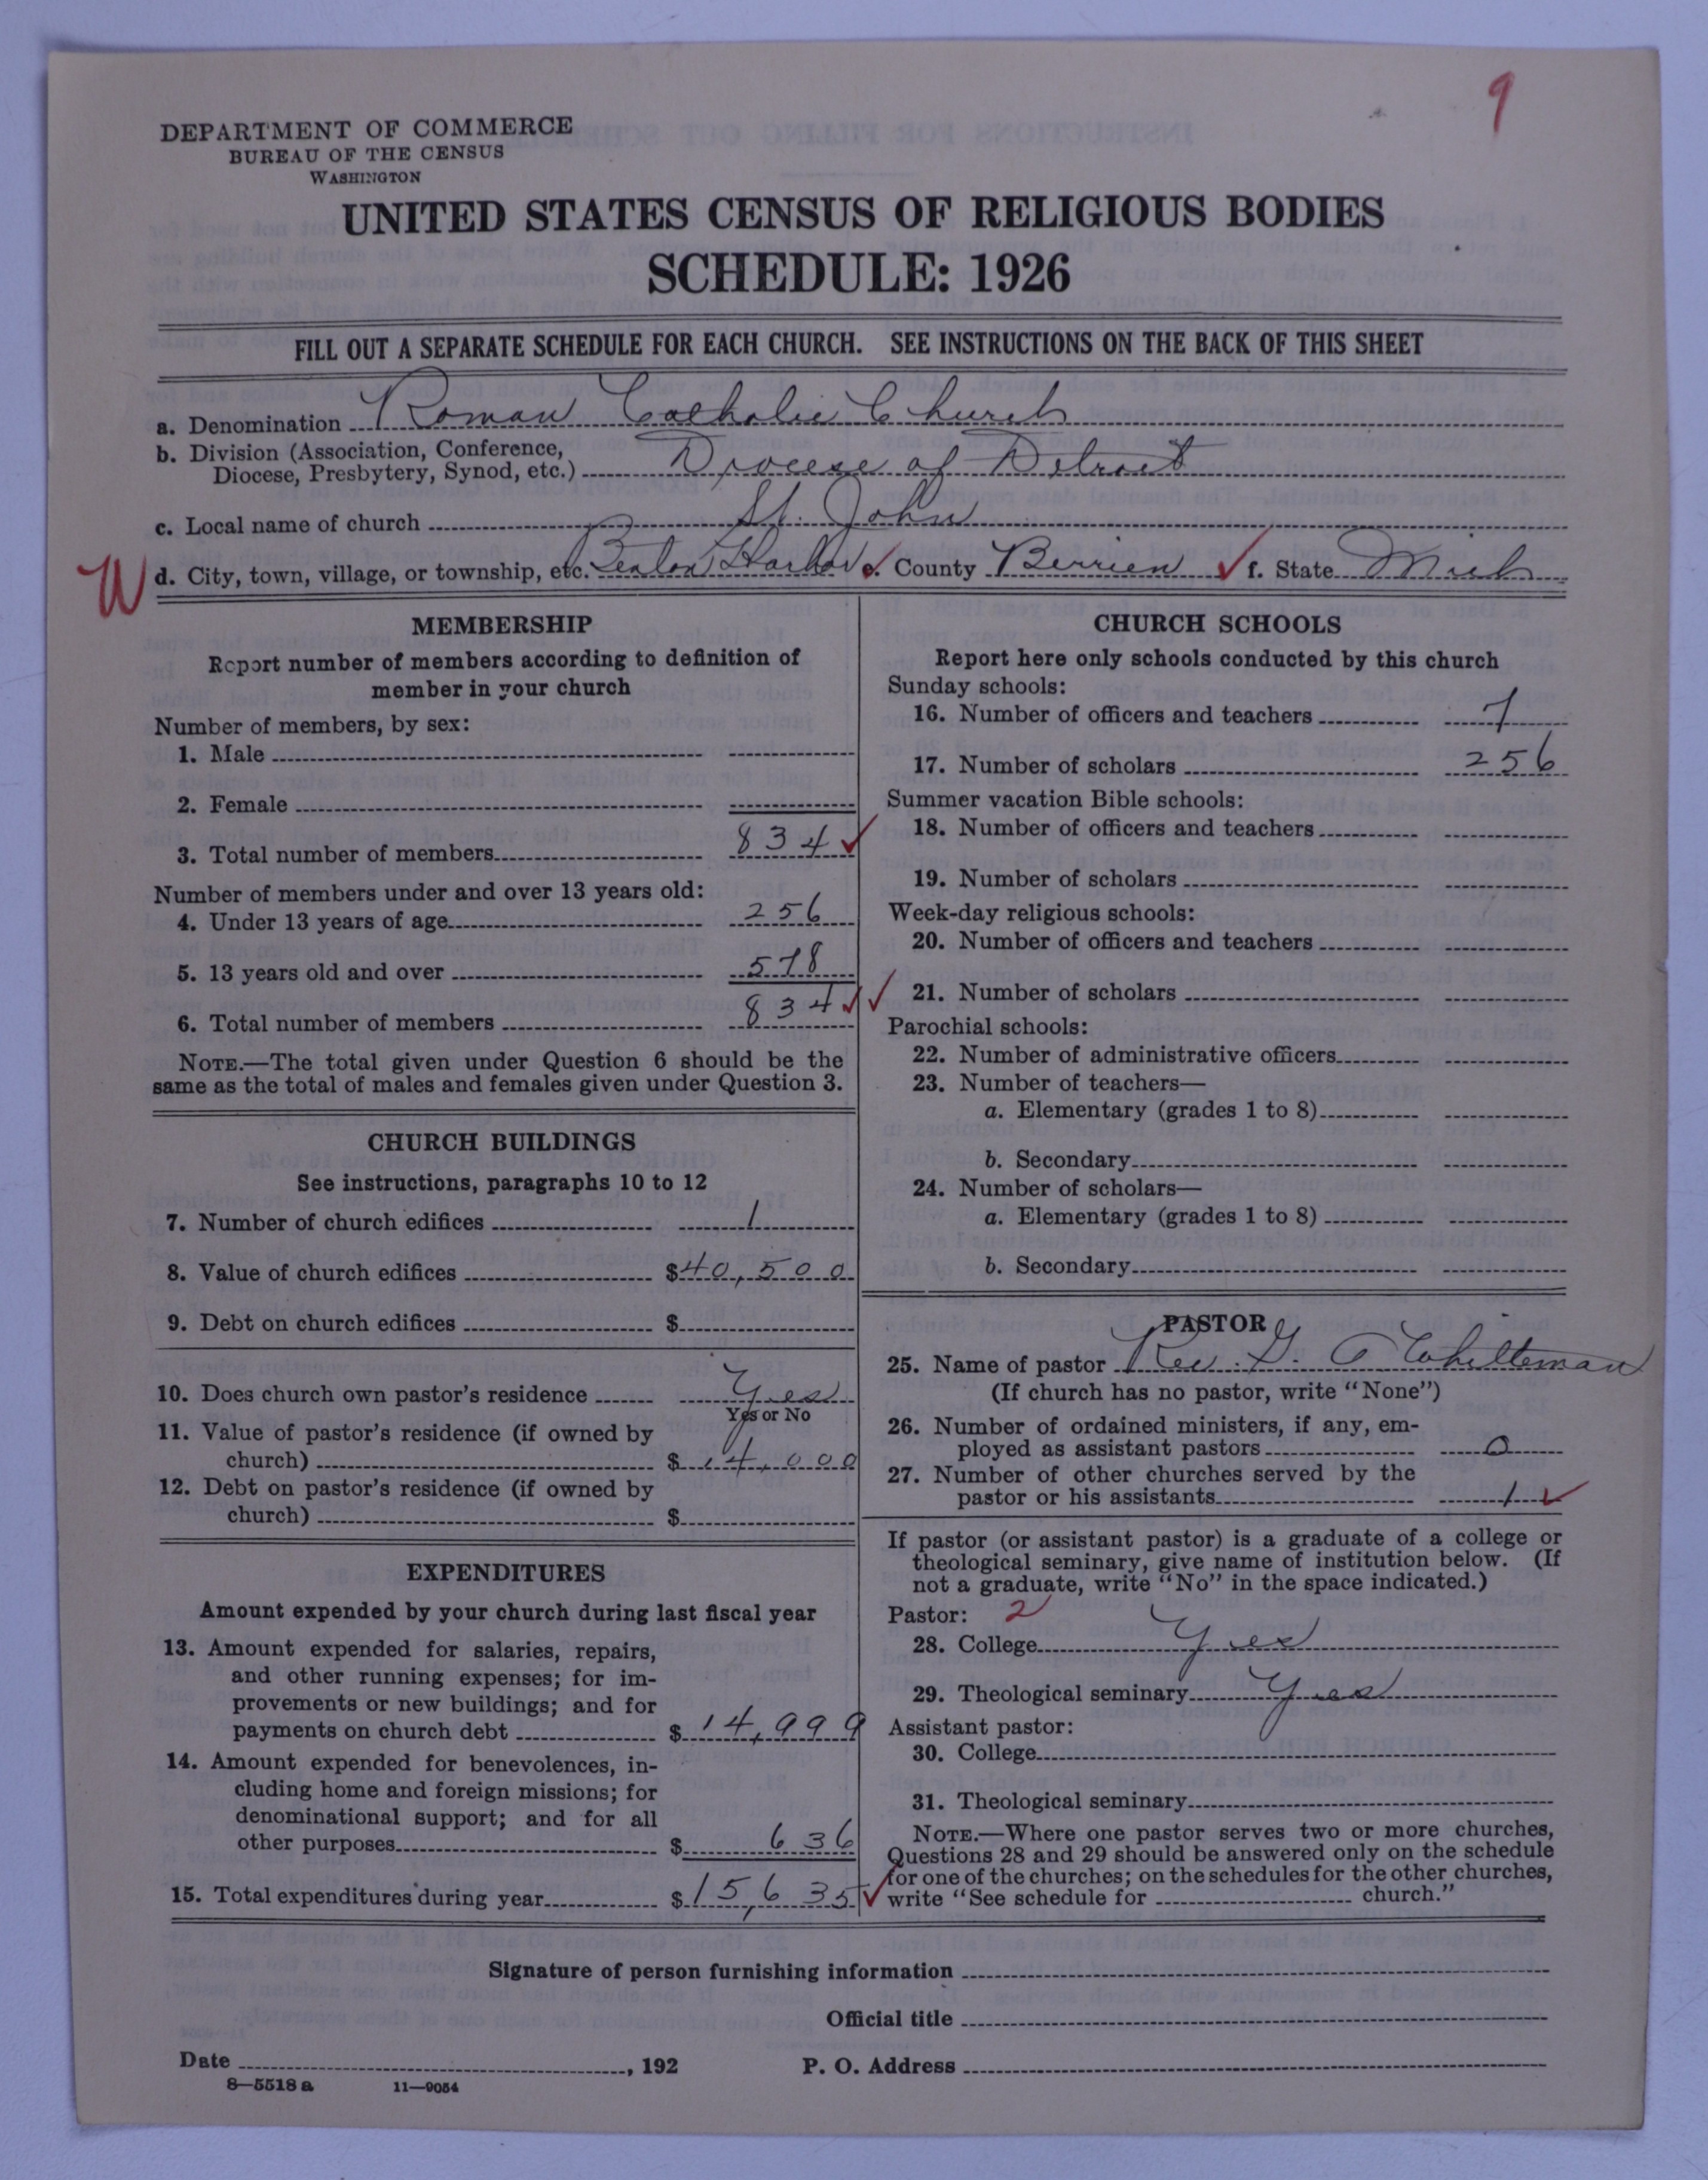 9
DEPARTMENT OF COMMERCE
BUREAU OF THE CENSUS
WASHINGTON
UNITED STATES CENSUS OF RELIGIOUS BODIES
SCHEDULE: 1926
FILL OUT A SEPARATE SCHEDULE FOR EACH CHURCH. SEE INSTRUCTIONS ON THE BACK OF THIS SHEET
a. Denomination Roman Catholic Church
b. Division (Association, Conference,
Diocese, Presbytery, Synod, etc.) Diocese of Detroit
c. Local name of church St. John
W d. City, town, village, or township, etc. Benton Harbor e. County Berrien f. State Mich
MEMBERSHIP
Report number of members according to definition of
member in your church
Number of members, by sex:
1. Male
2. Female
3. Total number of members 834
Number of members under and over 13 years old:
4. Under 13 years of age 256
5. 13 years old and over 578
6. Total number of members 834
NOTE.—The total given under Question 6 should be the
same as the total of males and females given under Question 3.
CHURCH BUILDINGS
See instructions, paragraphs 10 to 12
7. Number of church edifices 1
8. Value of church edifices $40,500
9. Debt on church edifices $
10. Does church own pastor's residence Yes
Yes or No
11. Value of pastor's residence (if owned by
church) $14,000
12. Debt on pastor's residence (if owned by
church) $
EXPENDITURES
Amount expended by your church during last fiscal year
13. Amount expended for salaries, repairs,
and other running expenses; for im-
provements or new buildings; and for
payments on church debt $14,999
14. Amount expended for benevolences, in-
cluding home and foreign missions; for
denominational support; and for all
other purposes $636
15. Total expenditures during year $15,635
CHURCH SCHOOLS
Report here only schools conducted by this church
Sunday schools:
16. Number of officers and teachers 7
17. Number of scholars 256
Summer vacation Bible schools:
18. Number of officers and teachers
19. Number of scholars
Week-day religious schools:
20. Number of officers and teachers
21. Number of scholars
Parochial schools:
22. Number of administrative officers
23. Number of teachers—
a. Elementary (grades 1 to 8)
b. Secondary
24. Number of scholars—
a. Elementary (grades 1 to 8)
b. Secondary
PASTOR
25. Name of pastor Rev. G.
(If church has no pastor, write "None")
26. Number of ordained ministers, if any, em-
ployed as assistant pastors 0
27. Number of other churches served by the
pastor or his assistants 1
If pastor (or assistant pastor) is a graduate of a college or
theological seminary, give name of institution below. (If
not a graduate, write "No" in the space indicated.)
Pastor: 2
28. College Yes
29. Theological seminary Yes
Assistant pastor:
30. College
31. Theological seminary
NOTE.—Where one pastor serves two or more churches,
Questions 28 and 29 should be answered only on the schedule
for one of the churches; on the schedules for the other churches,
write "See schedule for church."
Signature of person furnishing information
Official title
Date , 192 P. O. Address
8—5518 a 11—9054